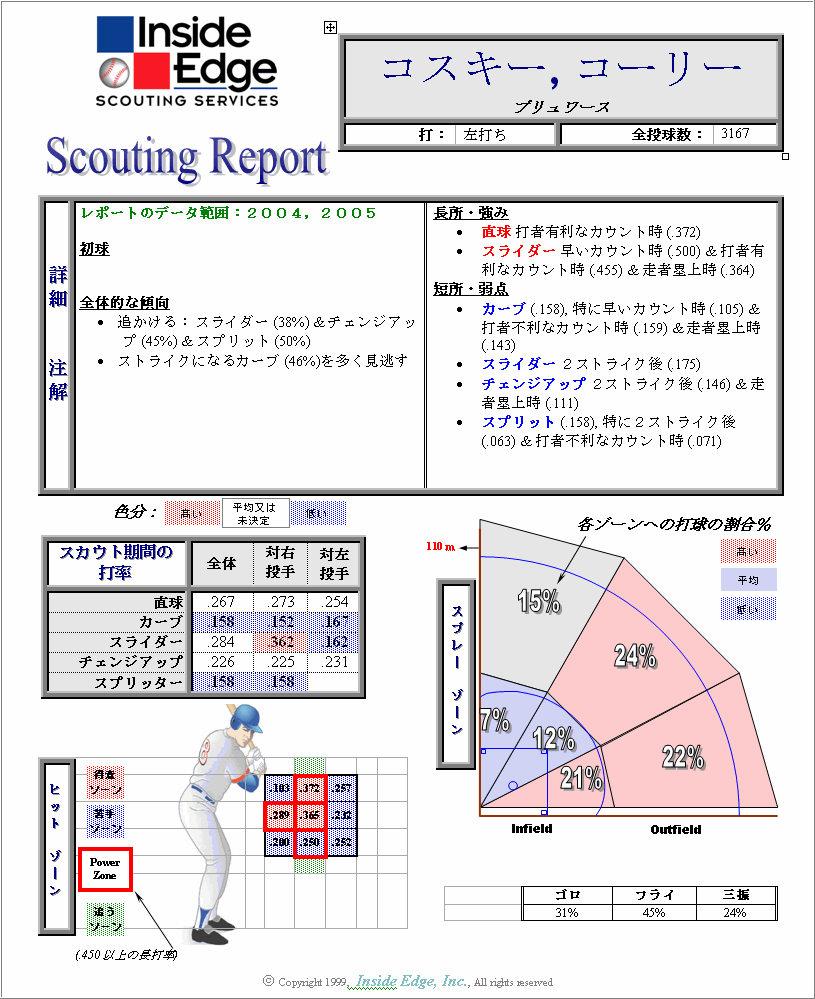 Inside
Edge
SCOUTING SERVICES
Scouting Report
コスキー, コーリー
ブリュワース
打： 左打ち 全投球数： 3167
詳細 注解
レポートのデータ範囲：２００４，２００５
初球
全体的な傾向
• 追かける： スライダー (38%) ＆チェンジアッ
プ (45%) ＆スプリット (50%)
• ストライクになるカーブ (46%)を多く見逃す
長所・強み
• 直球 打者有利なカウント時 (.372)
• スライダー 早いカウント時 (.500) ＆打者有
利なカウント時 (.455) ＆走者塁上時 (.364)
短所・弱点
• カーブ (.158), 特に早いカウント時 (.105) ＆
打者不利なカウント時 (.159) ＆走者塁上時
(.143)
• スライダー ２ストライク後 (.175)
• チェンジアップ ２ストライク後 (.146) ＆走
者塁上時 (.111)
• スプリット (.158), 特に２ストライク後
(.063) ＆打者不利なカウント時 (.071)
色分： 高い 平均又は 低い
未決定
スカウト期間の
打率
全体 対右 対左
投手 投手
直球 .267 .273 .254
カーブ .158 .152 .167
スライダー .284 .362 .162
チェンジアップ .226 .225 .231
スプリッター .158 .158
各ゾーンへの打球の割合%
110 m
高い
平均
低い
スプレー ゾーン
15%
24%
7%
12%
22%
21%
Infield Outfield
ヒット ゾーン
得意
ゾーン
苦手
ゾーン
Power
Zone
追う
ゾーン
(.450 以上の長打率)
8
.103 .372 .257
.289 .365 .232
.200 .250 .252
ゴロ フライ 三振
31% 45% 24%
© Copyright 1999, Inside Edge, Inc., All rights reserved